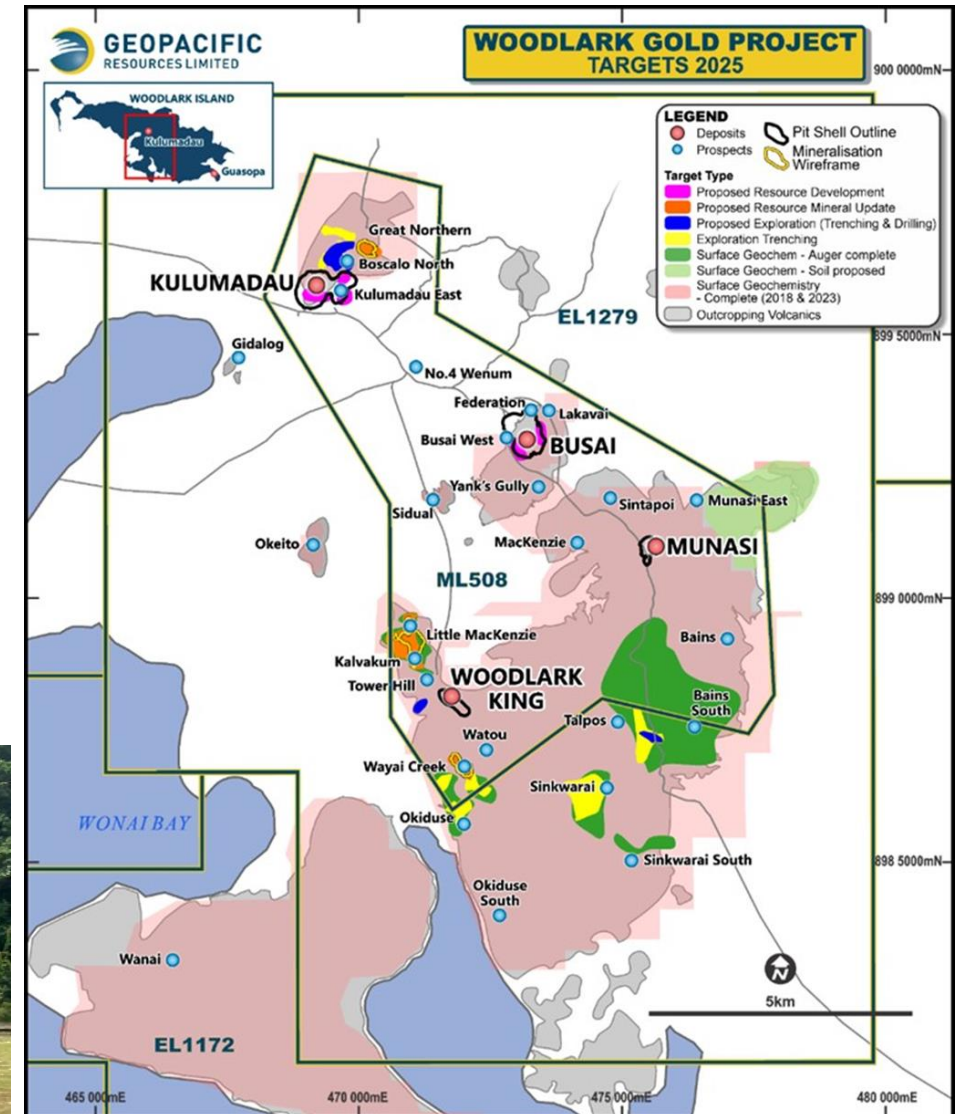 GEOPACIFIC
RESOURCES LIMITED
WOODLARK GOLD PROJECT
TARGETS 2025
900 0000mN
WOODLARK ISLAND
Kulumadau
Guasopa
LEGEND
Deposits
Prospects
Pit Shell Outline
Mineralisation
Wireframe
Target Type
Proposed Resource Development
Proposed Resource Mineral Update
Proposed Exploration (Trenching & Drilling)
Exploration Trenching
Surface Geochem - Auger complete
Surface Geochem - Soil proposed
Surface Geochemistry
- Complete (2018 & 2023)
Outcropping Volcanics
Great Northern
Boscalo North
KULUMADAU
Kulumadau East
EL1279
899 5000mN
Gidalog
No.4 Wenum
Federation
Lakavai
Busai West
BUSAI
Yank's Gully
Sintapoi
Munasi East
Sidual
Okeito
MacKenzie
MUNASI
ML508
899 0000mN
Little MacKenzie
Bains
Kalvakum
Tower Hill
WOODLARK
KING
Bains
South
Talpos
Watou
Wayai Creek
Sinkwarai
Okiduse
WONAI BAY
Sinkwarai South
898 5000mN
Okiduse
South
Wanai
N
5km
EL1172
465 000mE
470 000mE
475 000mE
480 000mE